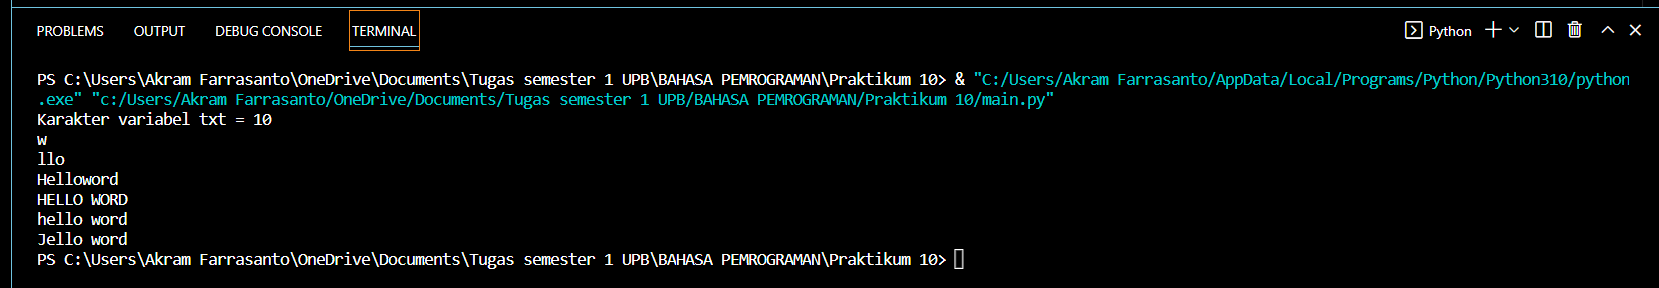 PROBLEMS OUTPUT DEBUG CONSOLE TERMINAL Python
PS C:\Users\Akram Farrasanto\OneDrive\Documents\Tugas semester 1 UPB\BAHASA PEMROGRAMAN\Praktikum 10> & "C:/Users/Akram Farrasanto/AppData/Local/Programs/Python/Python310/python
.exe" "c:/Users/Akram Farrasanto/OneDrive/Documents/Tugas semester 1 UPB/BAHASA PEMROGRAMAN/Praktikum 10/main.py"
Karakter variabel txt = 10
w
llo
Helloword
HELLO WORD
hello word
Jello word
PS C:\Users\Akram Farrasanto\OneDrive\Documents\Tugas semester 1 UPB\BAHASA PEMROGRAMAN\Praktikum 10>